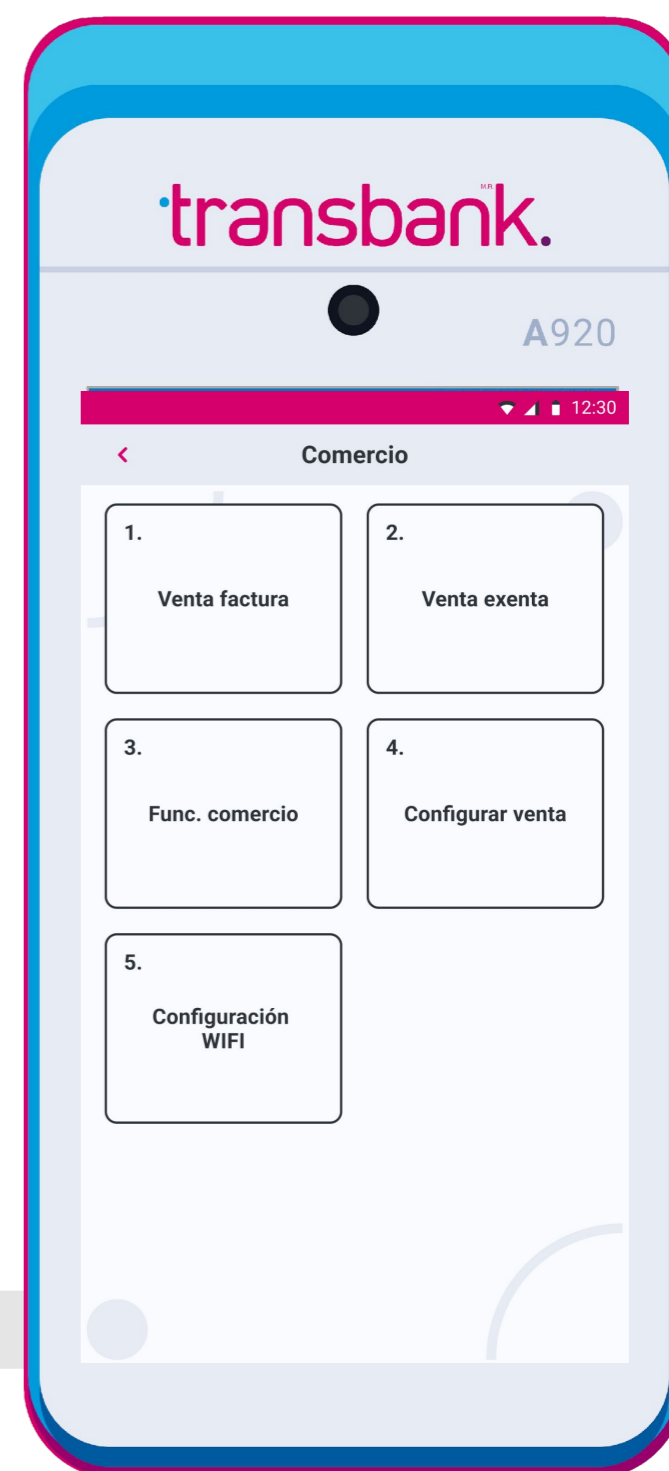 M.R.
transbank.
A920
12:30
Comercio
1.
Venta factura
2.
Venta exenta
3.
Func. comercio
4.
Configurar venta
5.
Configuración
WIFI